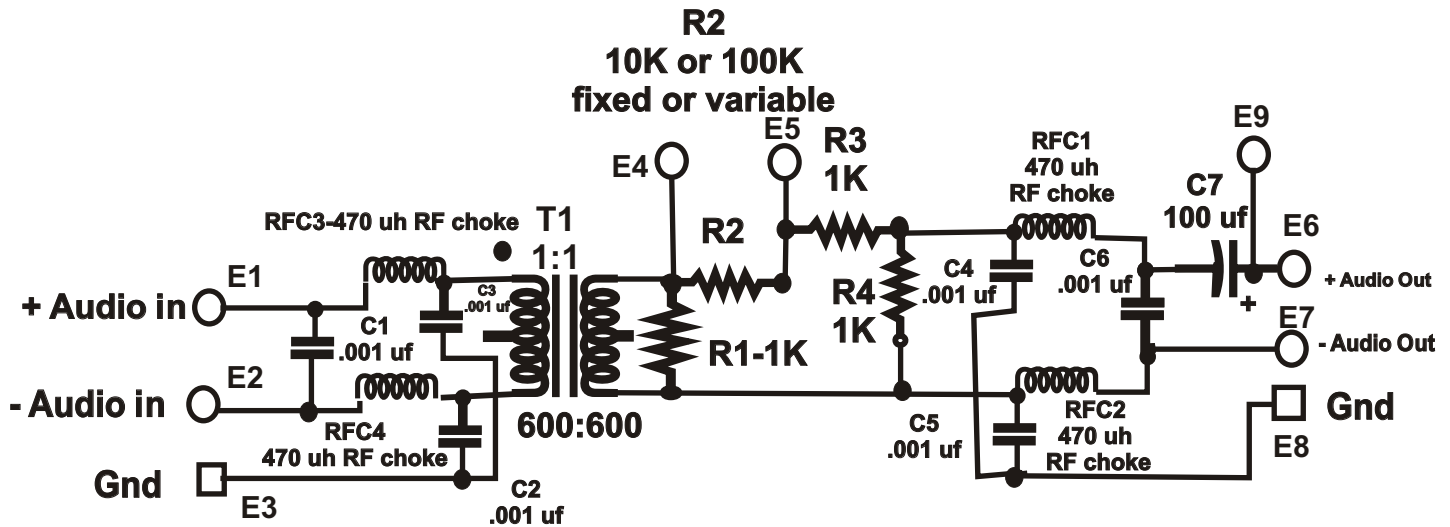 R2
10K or 100K
fixed or variable
E4
E5
R3
1K
RFC1
470 uh
RF choke
E9
C7
100 uf
RFC3-470 uh RF choke
T1
1:1
R2
E6
+ Audio Out
E1
+ Audio in
C3
.001 uf
C4
.001 uf
C6
.001 uf
+
R4
1K
C1
.001 uf
R1-1K
E7
- Audio Out
E2
- Audio in
RFC4
470 uh RF choke
600:600
C5
.001 uf
RFC2
470 uh
RF choke
Gnd
E8
Gnd
E3
C2
.001 uf